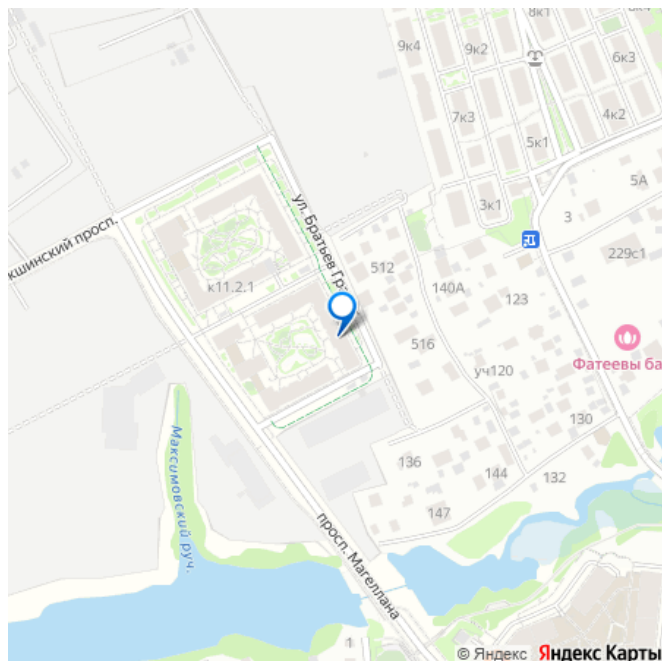 8к1
9к4
9к2
6к3
7к3
4к2
5к1
5А
3к1
3
кшинский просп.
ул. Братьев Гр
512
229с1
к11.2.1
140А
123
516
уч120
Фатеевы ба
130
136
144
132
Максимовский руч.
147
просп. Магеллана
1
© Яндекс Яндекс Карты